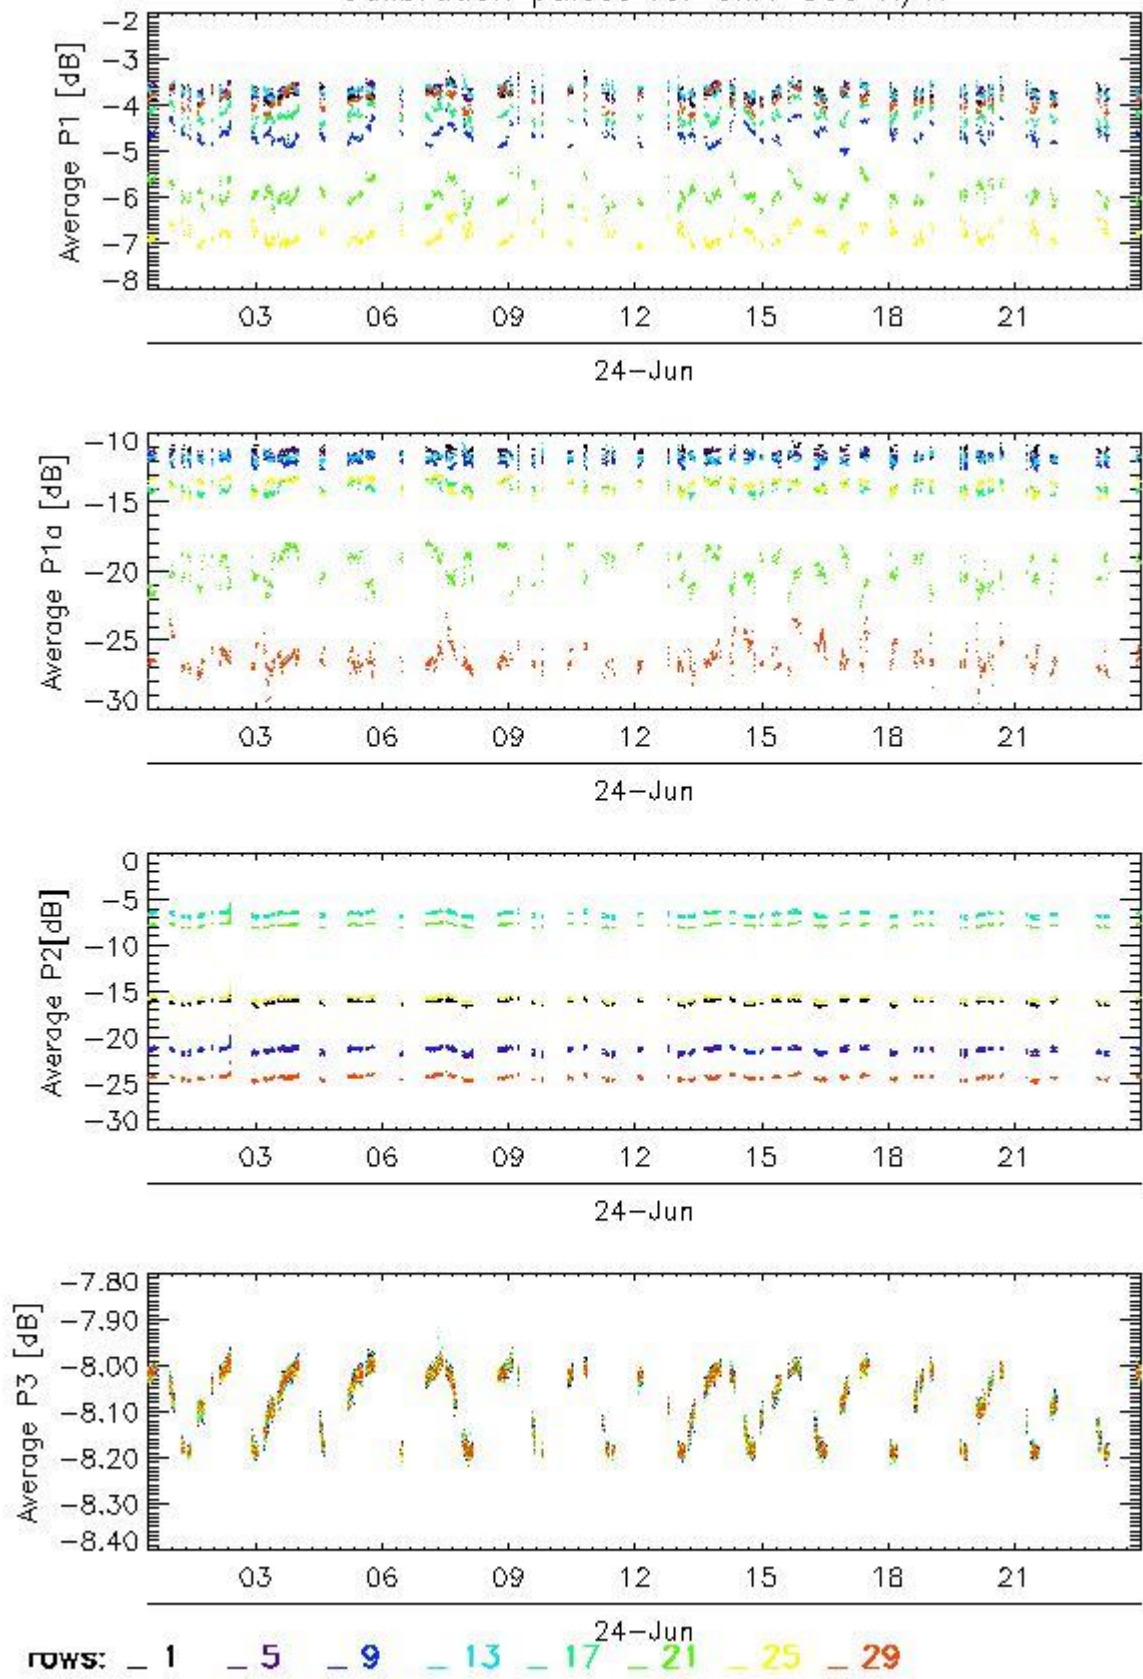 -2
-3
-4
-5
-6
-7
-8
Average P1 [dB]
03 06 09 12 15 18 21
24-Jun
-10
-15
-20
-25
-30
Average P1a [dB]
03 06 09 12 15 18 21
24-Jun
0
-5
-10
-15
-20
-25
-30
Average P2[dB]
03 06 09 12 15 18 21
24-Jun
-7.80
-7.90
-8.00
-8.10
-8.20
-8.30
-8.40
Average P3 [dB]
03 06 09 12 15 18 21
24-Jun
rows: _ 1 _ 5 _ 9 _ 13 _ 17 _ 21 _ 25 _ 29